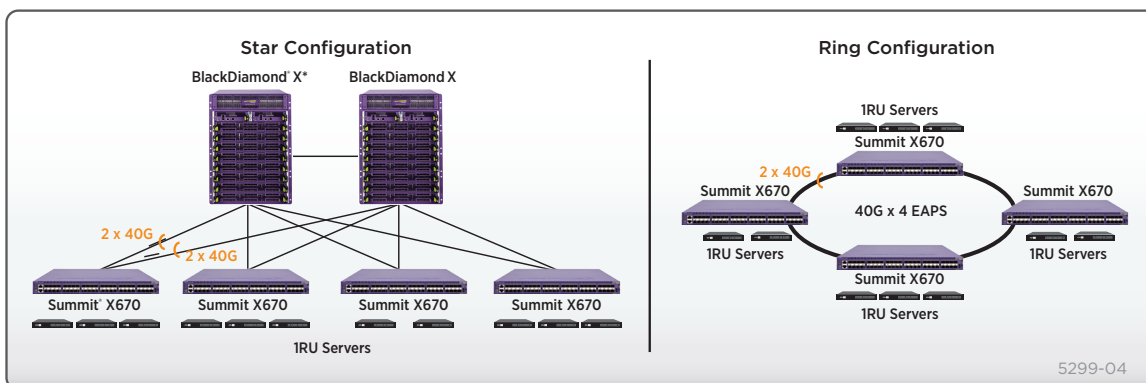 Star Configuration
BlackDiamond® X*
BlackDiamond X
2 x 40G
2 x 40G
Summit® X670
Summit X670
Summit X670
Summit X670
1RU Servers
Ring Configuration
1RU Servers
Summit X670
2 x 40G
Summit X670
40G x 4 EAPS
Summit X670
1RU Servers
1RU Servers
Summit X670
1RU Servers
5299-04